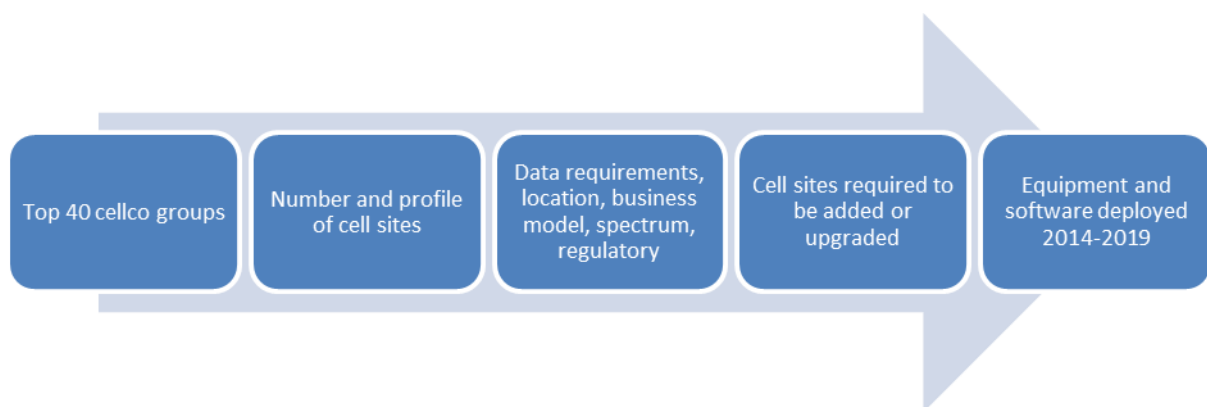 Top 40 cellco groups
Number and profile
of cell sites
Data requirements,
location, business
model, spectrum,
regulatory
Cell sites required to
be added or
upgraded
Equipment and
software deployed
2014-2019